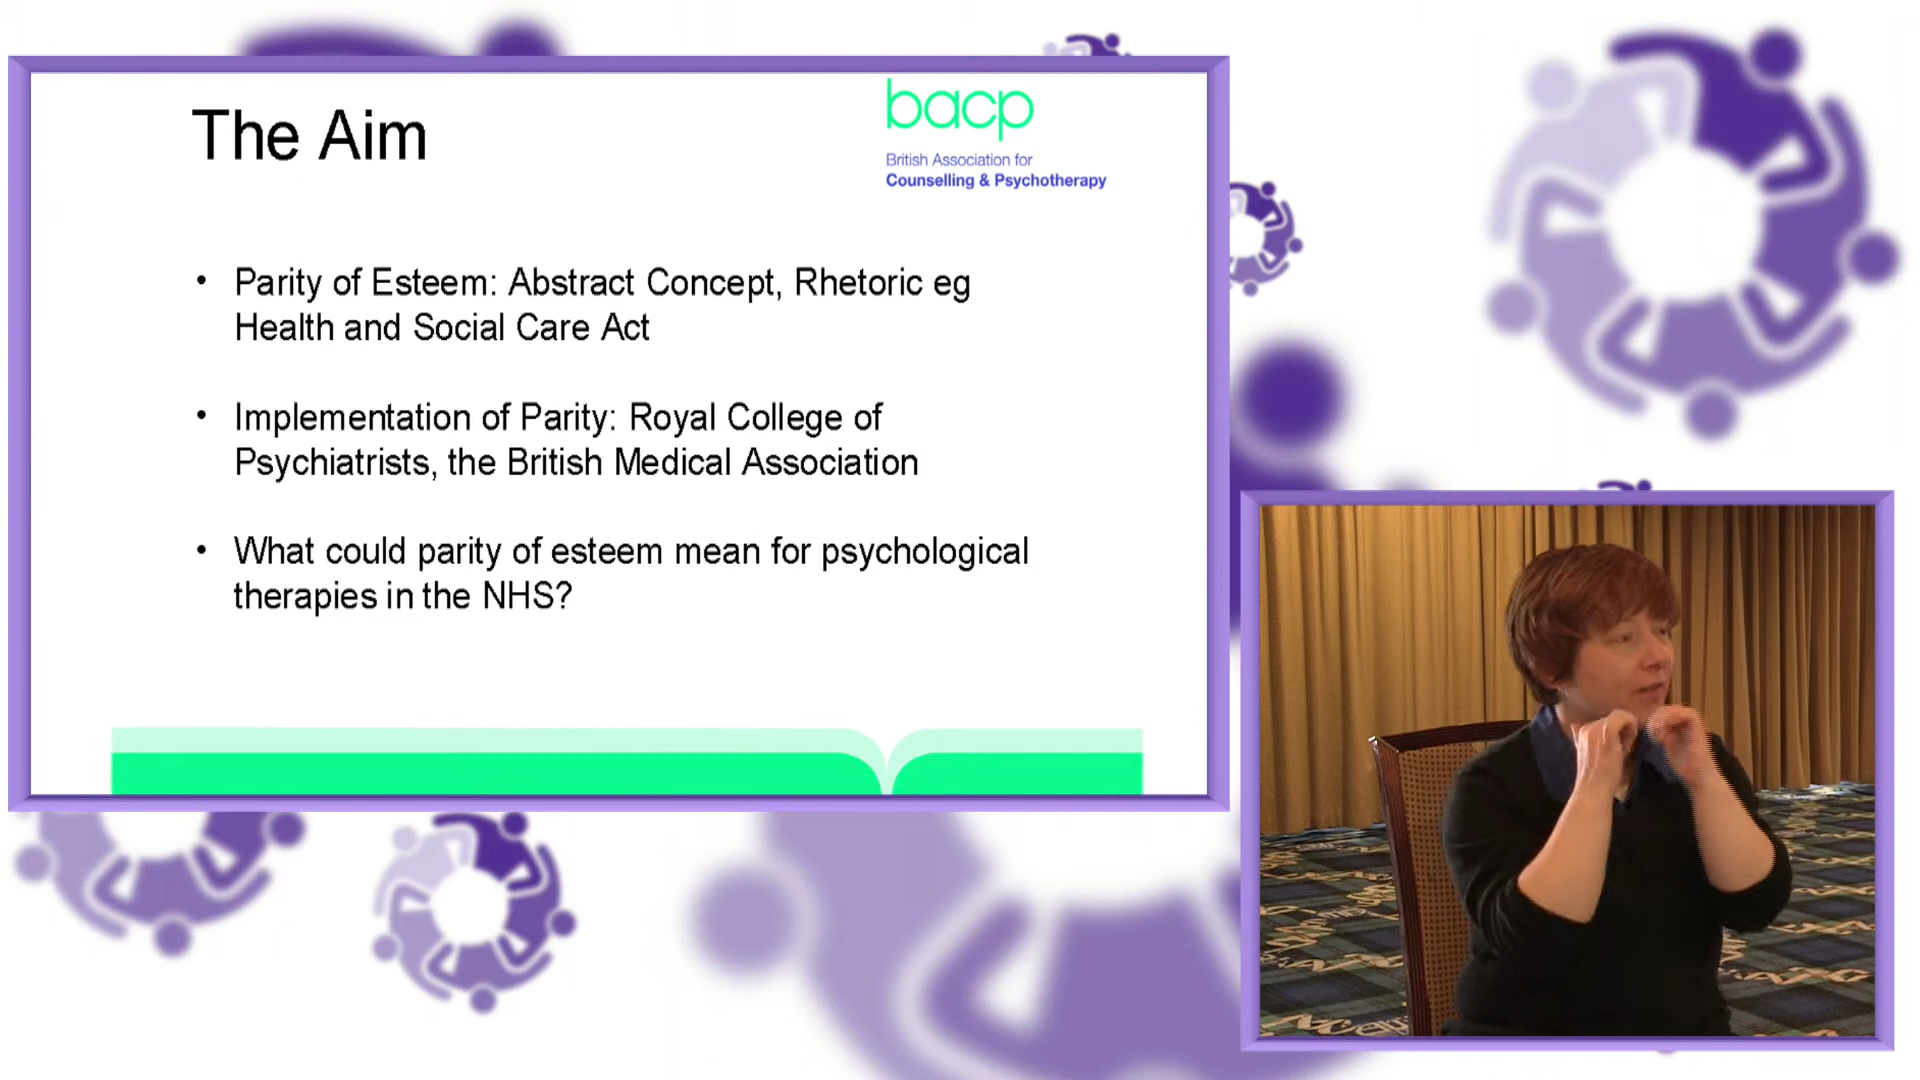 The Aim
bacp
British Association for
Counselling & Psychotherapy
• Parity of Esteem: Abstract Concept, Rhetoric eg
Health and Social Care Act
• Implementation of Parity: Royal College of
Psychiatrists, the British Medical Association
• What could parity of esteem mean for psychological
therapies in the NHS?